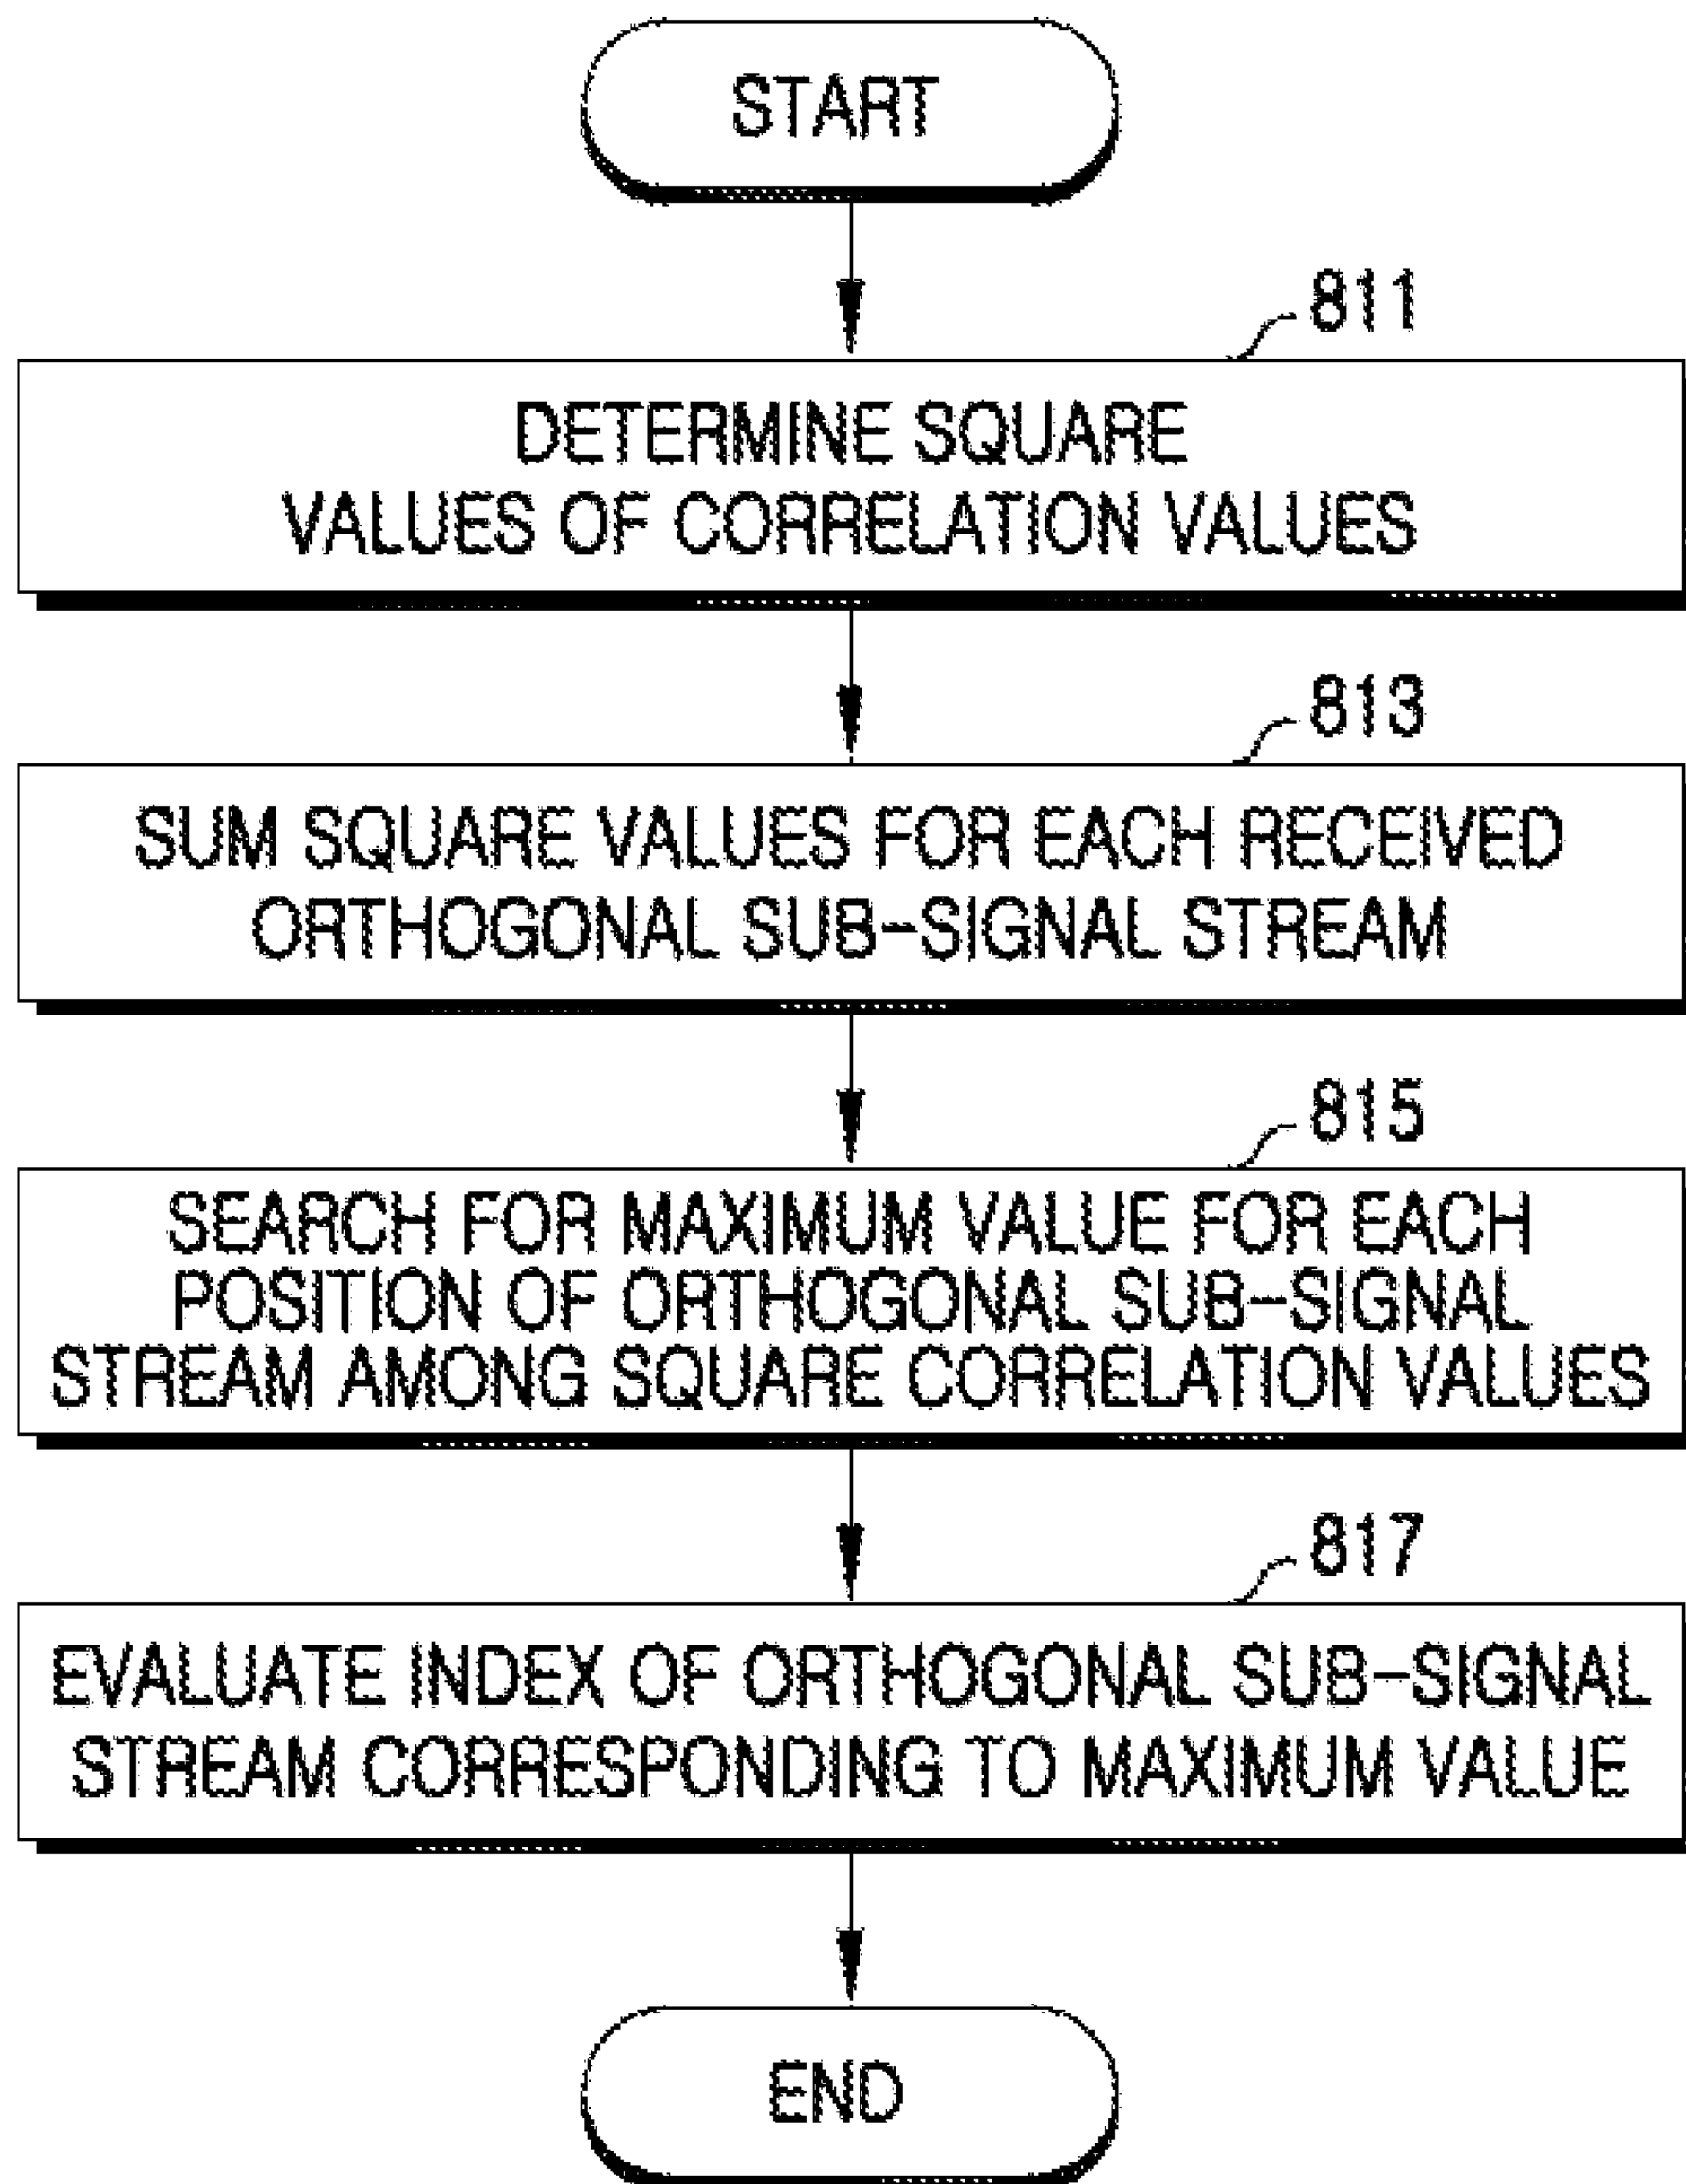 START
811
DETERMINE SQUARE
VALUES OF CORRELATION VALUES
813
SUM SQUARE VALUES FOR EACH RECEIVED
ORTHOGONAL SUB-SIGNAL STREAM
815
SEARCH FOR MAXIMUM VALUE FOR EACH
POSITION OF ORTHOGONAL SUB-SIGNAL
STREAM AMONG SQUARE CORRELATION VALUES
817
EVALUATE INDEX OF ORTHOGONAL SUB-SIGNAL
STREAM CORRESPONDING TO MAXIMUM VALUE
END